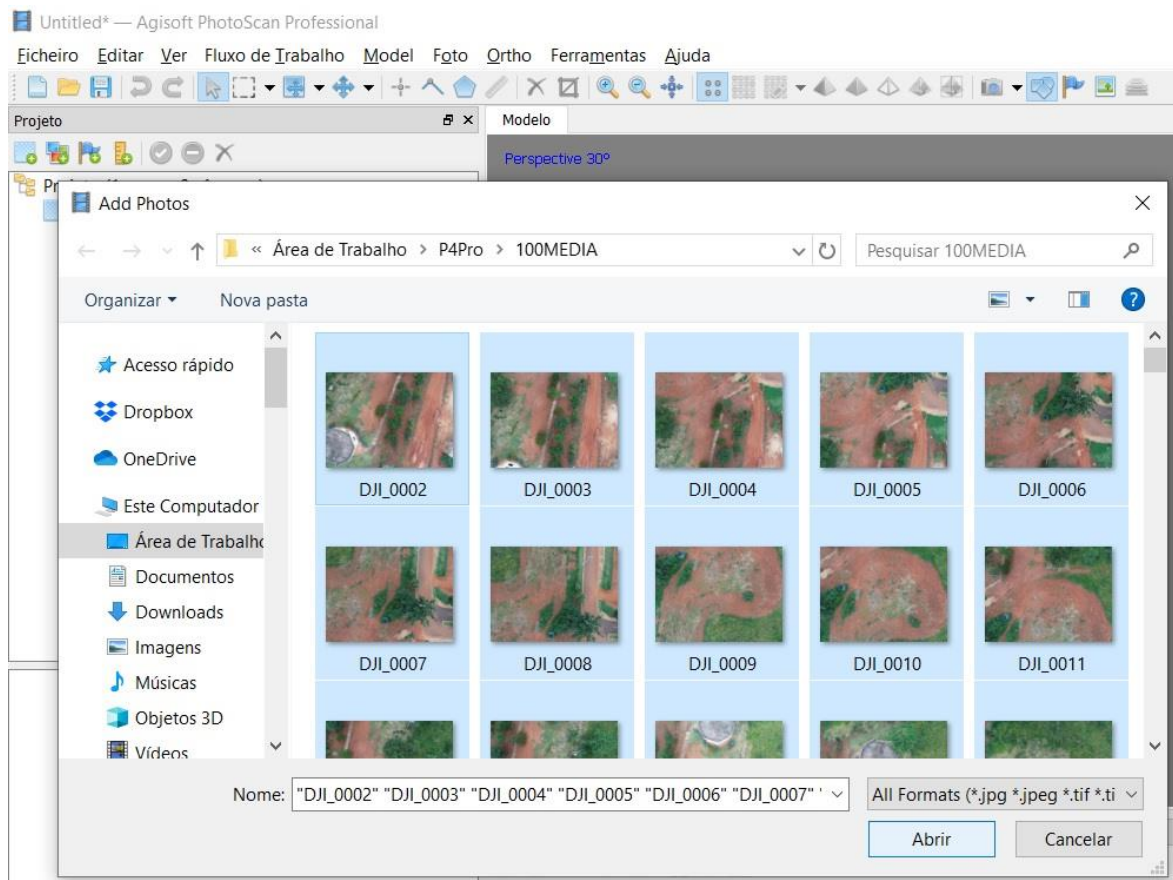 Untitled* — Agisoft PhotoScan Professional
Ficheiro Editar Ver Fluxo de Trabalho Model Foto Ortho Ferramentas Ajuda
Projeto
Modelo
Perspective 30º
Add Photos
« Área de Trabalho > P4Pro > 100MEDIA
Pesquisar 100MEDIA
Organizar
Nova pasta
Acesso rápido
Dropbox
OneDrive
Este Computador
Área de Trabalho
Documentos
Downloads
Imagens
Músicas
Objetos 3D
Vídeos
DJI_0002 DJI_0003 DJI_0004 DJI_0005 DJI_0006
DJI_0007 DJI_0008 DJI_0009 DJI_0010 DJI_0011
Nome: "DJI_0002" "DJI_0003" "DJI_0004" "DJI_0005" "DJI_0006" "DJI_0007" "
All Formats (*.jpg *.jpeg *.tif *.ti
Abrir Cancelar